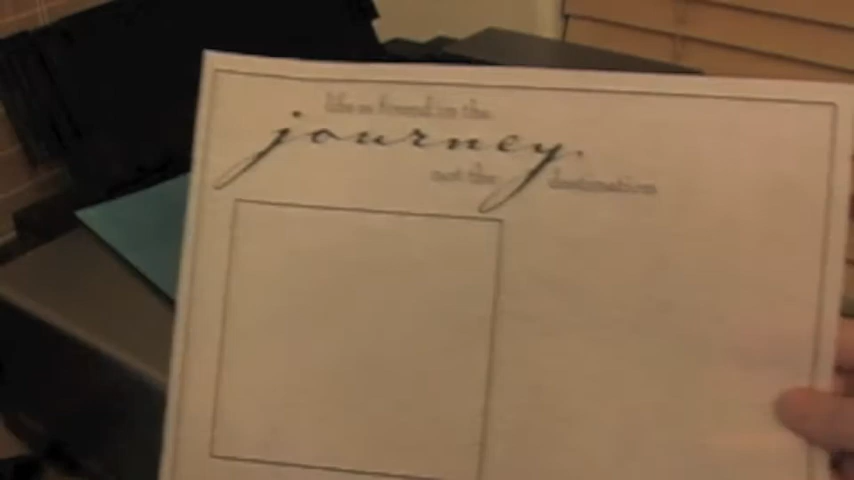 life is found in the
journey
not the destination